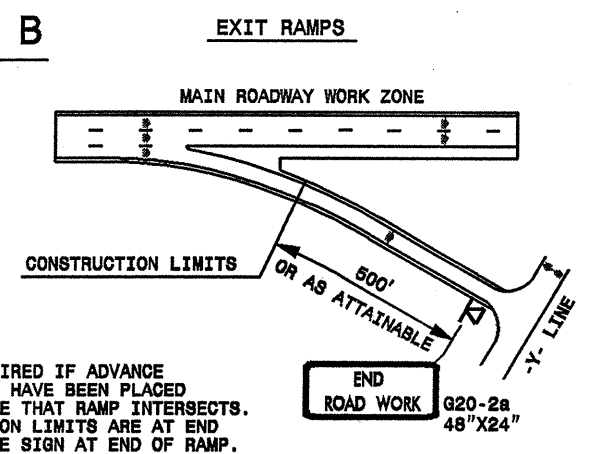 B
EXIT RAMPS
MAIN ROADWAY WORK ZONE
CONSTRUCTION LIMITS
500'
OR AS ATTAINABLE
-Y- LINE
IRED IF ADVANCE
HAVE BEEN PLACED
E THAT RAMP INTERSECTS.
ON LIMITS ARE AT END
E SIGN AT END OF RAMP.
END
ROAD WORK
G20-2a
48"X24"